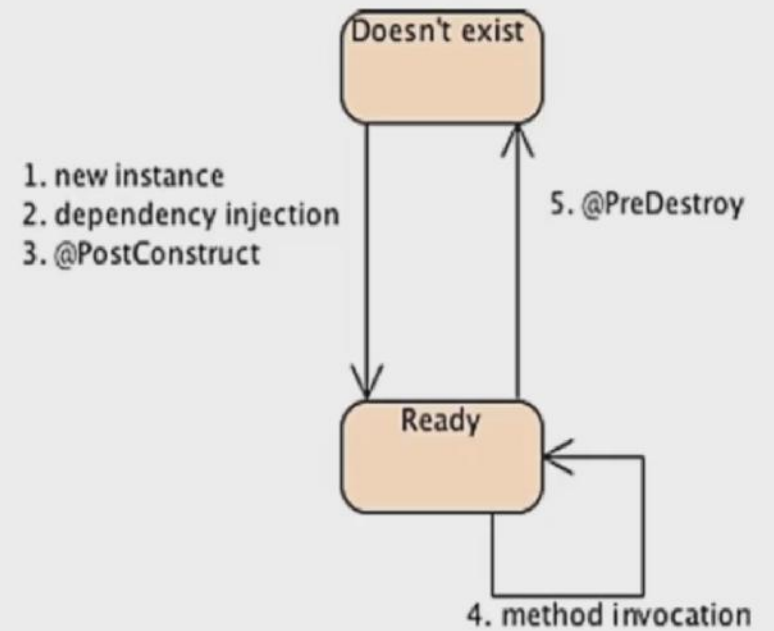 Doesn't exist
1. new instance
2. dependency injection
3. @PostConstruct
5. @PreDestroy
Ready
4. method invocation